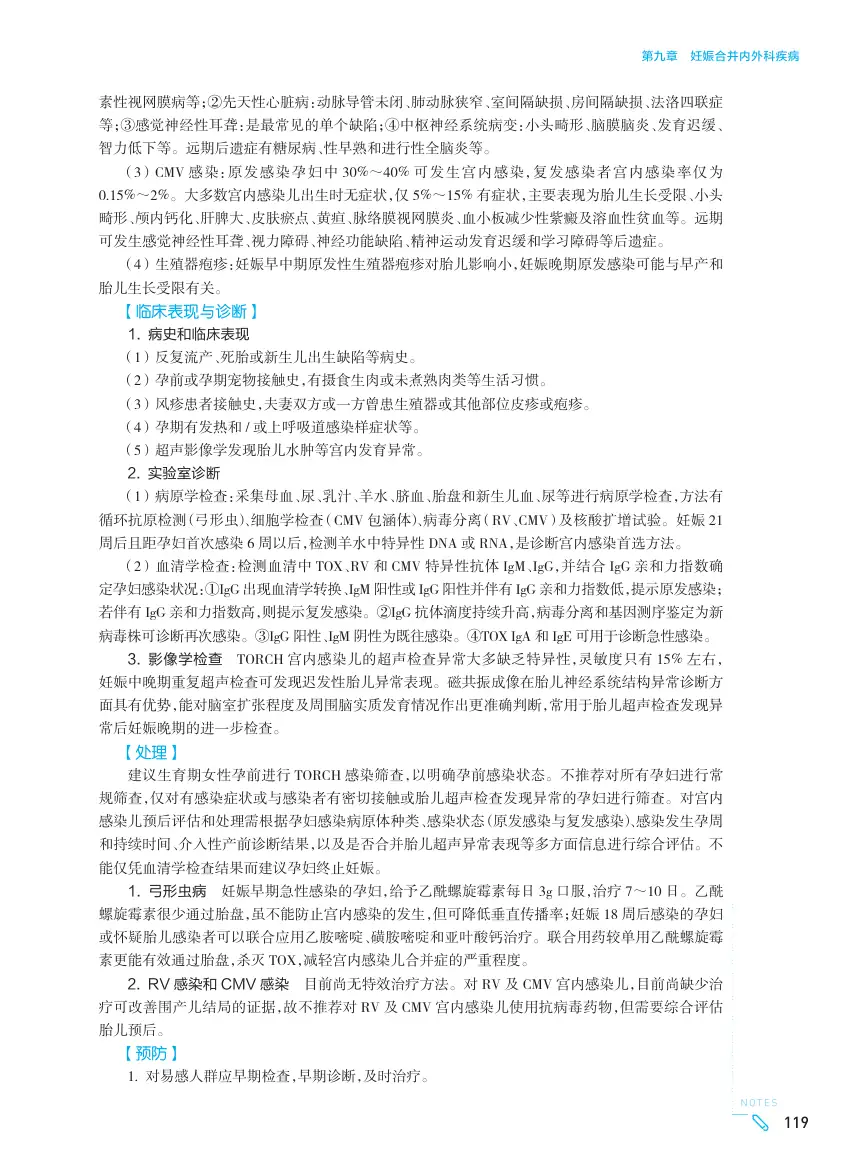 第九章 妊娠合并内外科疾病
素性视网膜病等；②先天性心脏病：动脉导管未闭、肺动脉狭窄、室间隔缺损、房间隔缺损、法洛四联症
等；③感觉神经性耳聋：是最常见的单个缺陷；④中枢神经系统病变：小头畸形、脑膜脑炎、发育迟缓、
智力低下等。远期后遗症有糖尿病、性早熟和进行性全脑炎等。
（3）CMV 感染：原发感染孕妇中 30%～40% 可发生宫内感染，复发感染者宫内感染率仅为
0.15%～2%。大多数宫内感染儿出生时无症状，仅 5%～15% 有症状，主要表现为胎儿生长受限、小头
畸形、颅内钙化、肝脾大、皮肤瘀点、黄疸、脉络膜视网膜炎、血小板减少性紫癜及溶血性贫血等。远期
可发生感觉神经性耳聋、视力障碍、神经功能缺陷、精神运动发育迟缓和学习障碍等后遗症。
（4）生殖器疱疹：妊娠早中期原发性生殖器疱疹对胎儿影响小，妊娠晚期原发感染可能与早产和
胎儿生长受限有关。
【临床表现与诊断】
1. 病史和临床表现
（1）反复流产、死胎或新生儿出生缺陷等病史。
（2）孕前或孕期宠物接触史，有摄食生肉或未煮熟肉类等生活习惯。
（3）风疹患者接触史，夫妻双方或一方曾患生殖器或其他部位皮疹或疱疹。
（4）孕期有发热和 / 或上呼吸道感染样症状等。
（5）超声影像学发现胎儿水肿等宫内发育异常。
2. 实验室诊断
（1）病原学检查：采集母血、尿、乳汁、羊水、脐血、胎盘和新生儿血、尿等进行病原学检查，方法有
循环抗原检测（弓形虫）、细胞学检查（CMV 包涵体）、病毒分离（RV、CMV）及核酸扩增试验。妊娠 21
周后且距孕妇首次感染 6 周以后，检测羊水中特异性 DNA 或 RNA，是诊断宫内感染首选方法。
（2）血清学检查：检测血清中 TOX、RV 和 CMV 特异性抗体 IgM、IgG，并结合 IgG 亲和力指数确
定孕妇感染状况：①IgG 出现血清学转换、IgM 阳性或 IgG 阳性并伴有 IgG 亲和力指数低，提示原发感染；
若伴有 IgG 亲和力指数高，则提示复发感染。②IgG 抗体滴度持续升高，病毒分离和基因测序鉴定为新
病毒株可诊断再次感染。③IgG 阳性、IgM 阴性为既往感染。④TOX IgA 和 IgE 可用于诊断急性感染。
3. 影像学检查 TORCH 宫内感染儿的超声检查异常大多缺乏特异性，灵敏度只有 15% 左右，
妊娠中晚期重复超声检查可发现迟发性胎儿异常表现。磁共振成像在胎儿神经系统结构异常诊断方
面具有优势，能对脑室扩张程度及周围脑实质发育情况作出更准确判断，常用于胎儿超声检查发现异
常后妊娠晚期的进一步检查。
【处理】
建议生育期女性孕前进行 TORCH 感染筛查，以明确孕前感染状态。不推荐对所有孕妇进行常
规筛查，仅对有感染症状或与感染者有密切接触或胎儿超声检查发现异常的孕妇进行筛查。对宫内
感染儿预后评估和处理需根据孕妇感染病原体种类、感染状态（原发感染与复发感染）、感染发生孕周
和持续时间、介入性产前诊断结果，以及是否合并胎儿超声异常表现等多方面信息进行综合评估。不
能仅凭血清学检查结果而建议孕妇终止妊娠。
1. 弓形虫病 妊娠早期急性感染的孕妇，给予乙酰螺旋霉素每日 3g 口服，治疗 7～10 日。乙酰
螺旋霉素很少通过胎盘，虽不能防止宫内感染的发生，但可降低垂直传播率；妊娠 18 周后感染的孕妇
或怀疑胎儿感染者可以联合应用乙胺嘧啶、磺胺嘧啶和亚叶酸钙治疗。联合用药较单用乙酰螺旋霉
素更能有效通过胎盘，杀灭 TOX，减轻宫内感染儿合并症的严重程度。
2. RV 感染和 CMV 感染 目前尚无特效治疗方法。对 RV 及 CMV 宫内感染儿，目前尚缺少治
疗可改善围产儿结局的证据，故不推荐对 RV 及 CMV 宫内感染儿使用抗病毒药物，但需要综合评估
胎儿预后。
【预防】
1. 对易感人群应早期检查，早期诊断，及时治疗。
NOTES
119